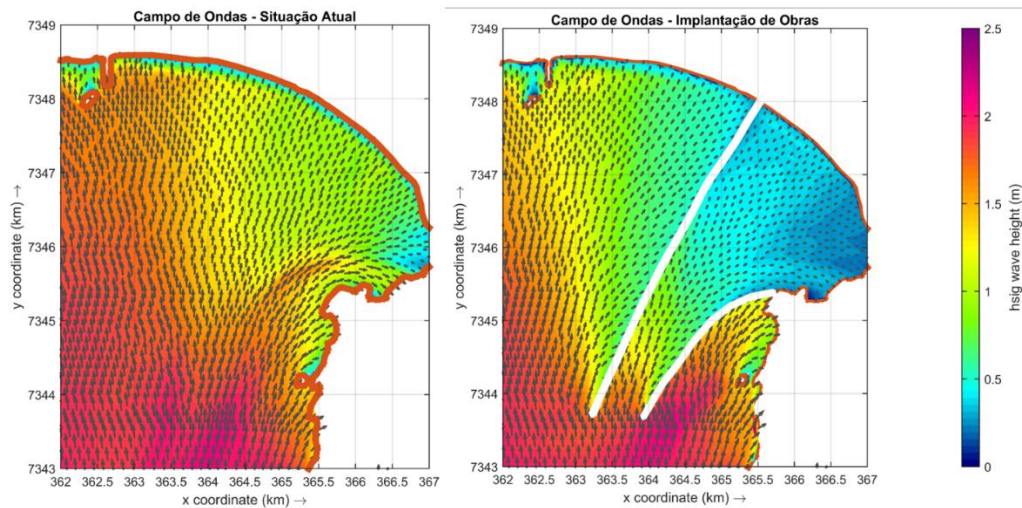 Campo de Ondas - Situação Atual
7349
7348
7347
7346
7345
7344
7343
y coordinate (km) →
362 362.5 363 363.5 364 364.5 365 365.5 366 366.5 367
x coordinate (km) →
Campo de Ondas - Implantação de Obras
7349
7348
7347
7346
7345
7344
7343
y coordinate (km) →
362 362.5 363 363.5 364 364.5 365 365.5 366 366.5 367
x coordinate (km) →
2.5
2
1.5
1
0.5
0
hsig wave height (m)